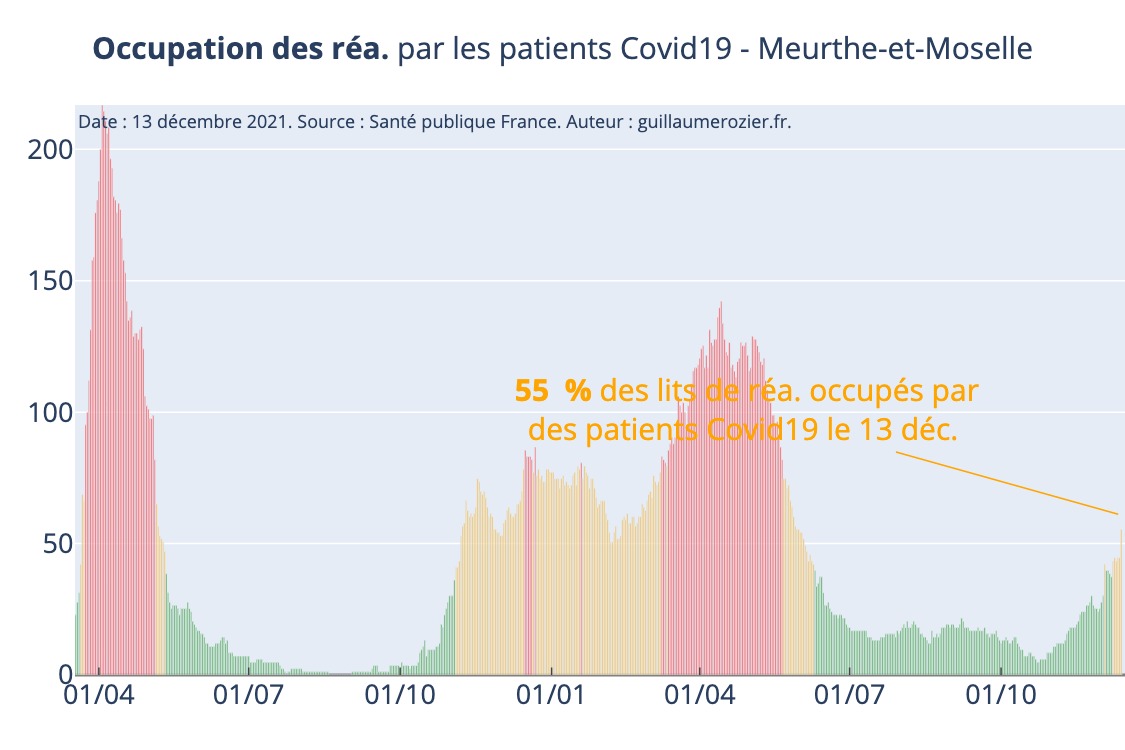 Occupation des réa. par les patients Covid19 - Meurthe-et-Moselle
Date : 13 décembre 2021. Source : Santé publique France. Auteur : guillaumerozier.fr.
200
150
100
50
0
55 % des lits de réa. occupés par
des patients Covid19 le 13 déc.
01/04 01/07 01/10 01/01 01/04 01/07 01/10